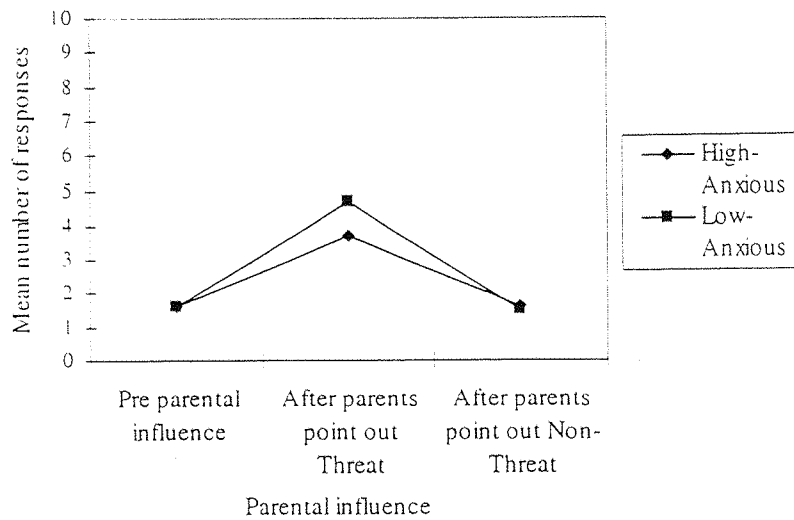 10
9
8
7
6
5
4
3
2
1
0
Mean number of responses
Pre parental
influence
After parents
point out
Threat
After parents
point out Non-
Threat
Parental influence
High-
Anxious
Low-
Anxious